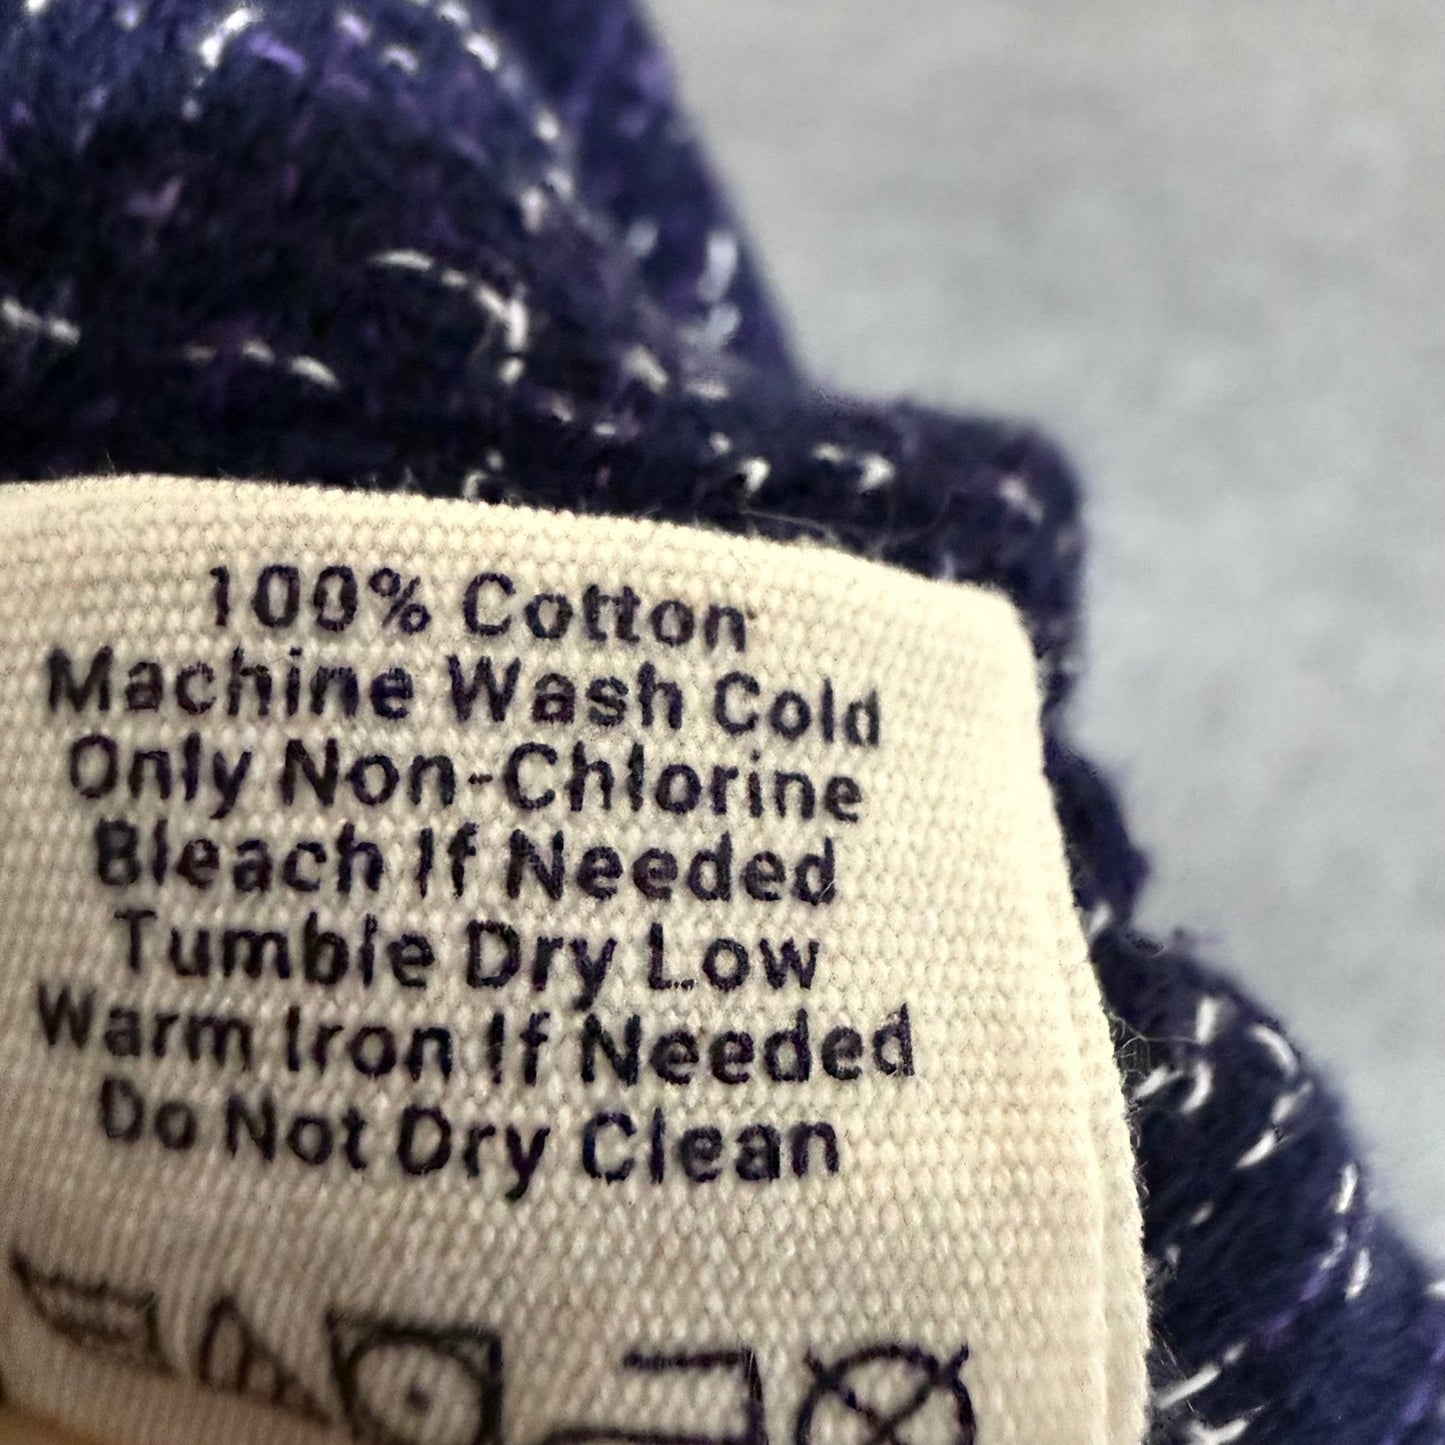 100% Cotton
Machine Wash Cold
Only Non-Chlorine
Bleach If Needed
Tumble Dry Low
Warm Iron If Needed
Do Not Dry Clean